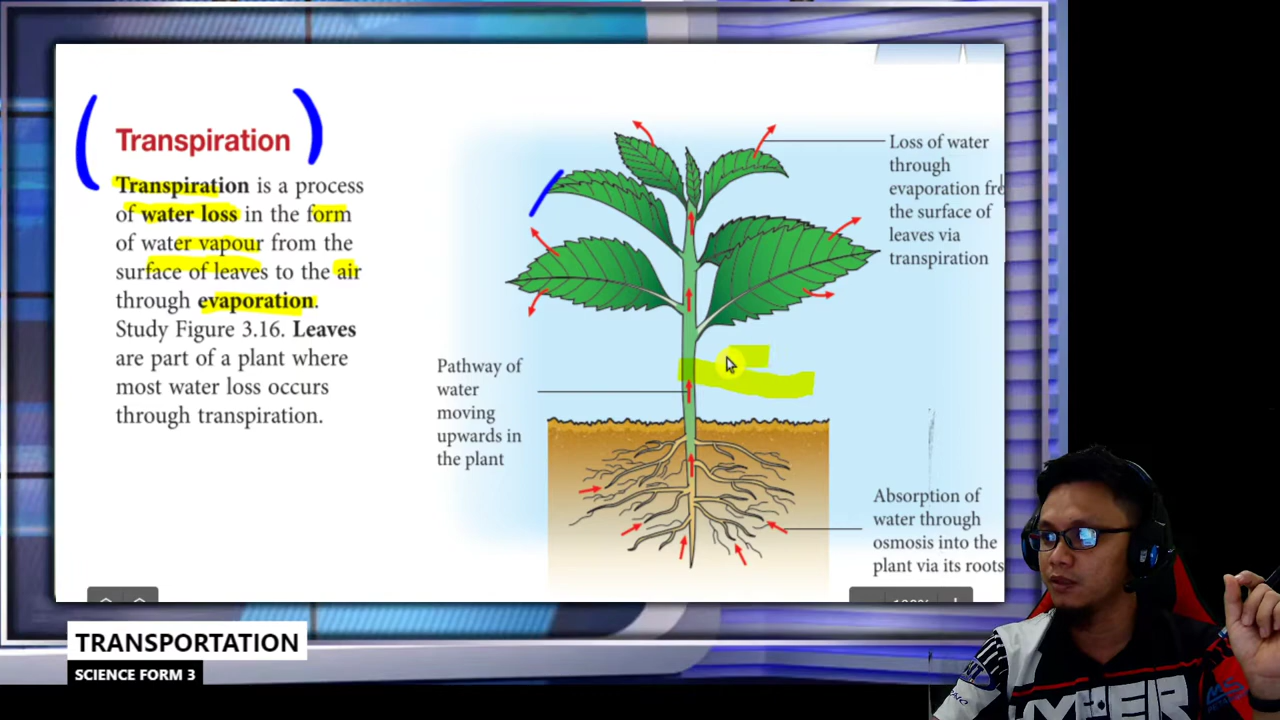 Transpiration
Transpiration is a process
of water loss in the form
of water vapour from the
surface of leaves to the air
through evaporation.
Study Figure 3.16. Leaves
are part of a plant where
most water loss occurs
through transpiration.
Loss of water
through
evaporation fr
the surface of
leaves via
transpiration
Pathway of
water
moving
upwards in
the plant
Absorption of
water through
osmosis into the
plant via its roots
TRANSPORTATION
SCIENCE FORM 3
HYPER